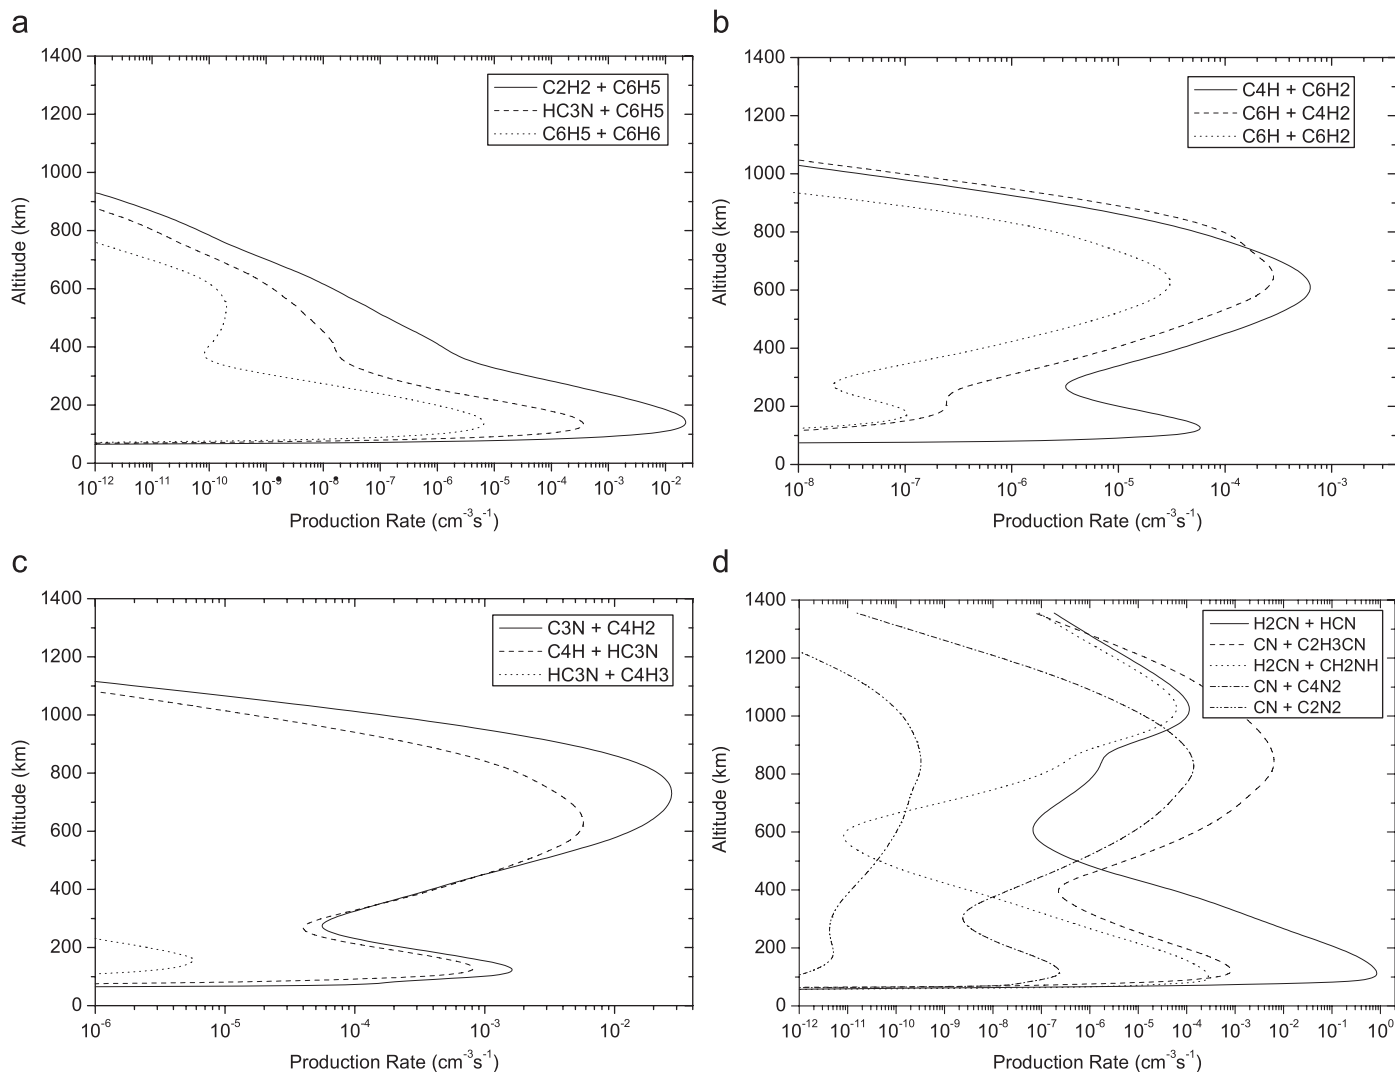 a
1400
1200
1000
800
600
400
200
0
Altitude (km)
C2H2 + C6H5
HC3N + C6H5
C6H5 + C6H6
10⁻¹² 10⁻¹¹ 10⁻¹⁰ 10⁻⁹ 10⁻⁸ 10⁻⁷ 10⁻⁶ 10⁻⁵ 10⁻⁴ 10⁻³ 10⁻²
Production Rate (cm⁻³s⁻¹)
b
1400
1200
1000
800
600
400
200
0
Altitude (km)
C4H + C6H2
C6H + C4H2
C6H + C6H2
10⁻⁸ 10⁻⁷ 10⁻⁶ 10⁻⁵ 10⁻⁴ 10⁻³
Production Rate (cm⁻³s⁻¹)
c
1400
1200
1000
800
600
400
200
0
Altitude (km)
C3N + C4H2
C4H + HC3N
HC3N + C4H3
10⁻⁶ 10⁻⁵ 10⁻⁴ 10⁻³ 10⁻²
Production Rate (cm⁻³s⁻¹)
d
1400
1200
1000
800
600
400
200
0
Altitude (km)
H2CN + HCN
CN + C2H3CN
H2CN + CH2NH
CN + C4N2
CN + C2N2
10⁻¹² 10⁻¹¹ 10⁻¹⁰ 10⁻⁹ 10⁻⁸ 10⁻⁷ 10⁻⁶ 10⁻⁵ 10⁻⁴ 10⁻³ 10⁻² 10⁻¹ 10⁰
Production Rate (cm⁻³s⁻¹)